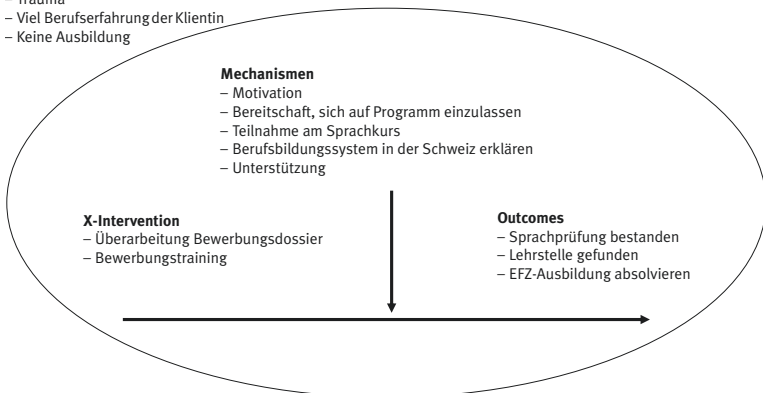 – Trauma
– Viel Berufserfahrung der Klientin
– Keine Ausbildung
Mechanismen
– Motivation
– Bereitschaft, sich auf Programm einzulassen
– Teilnahme am Sprachkurs
– Berufsbildungssystem in der Schweiz erklären
– Unterstützung
X-Intervention
– Überarbeitung Bewerbungsdossier
– Bewerbungstraining
Outcomes
– Sprachprüfung bestanden
– Lehrstelle gefunden
– EFZ-Ausbildung absolvieren